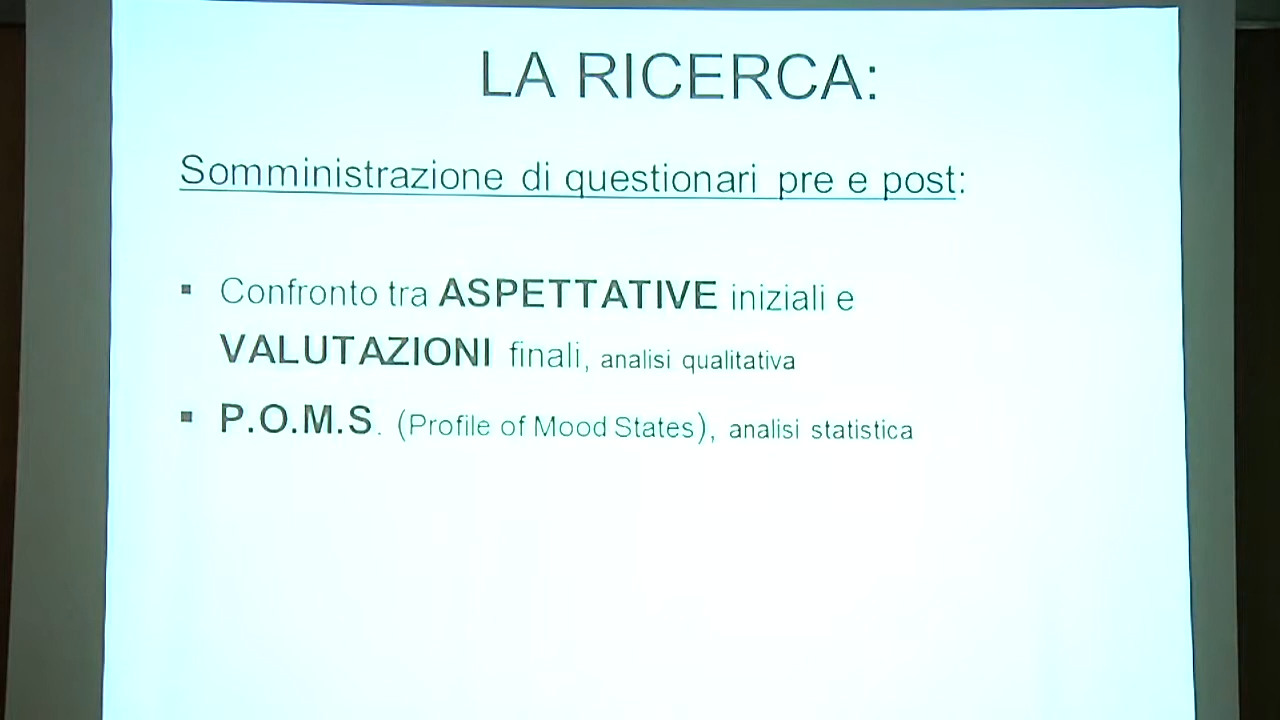 LA RICERCA:
Somministrazione di questionari pre e post:
▪ Confronto tra ASPETTATIVE iniziali e
VALUTAZIONI finali, analisi qualitativa
▪ P.O.M.S. (Profile of Mood States), analisi statistica